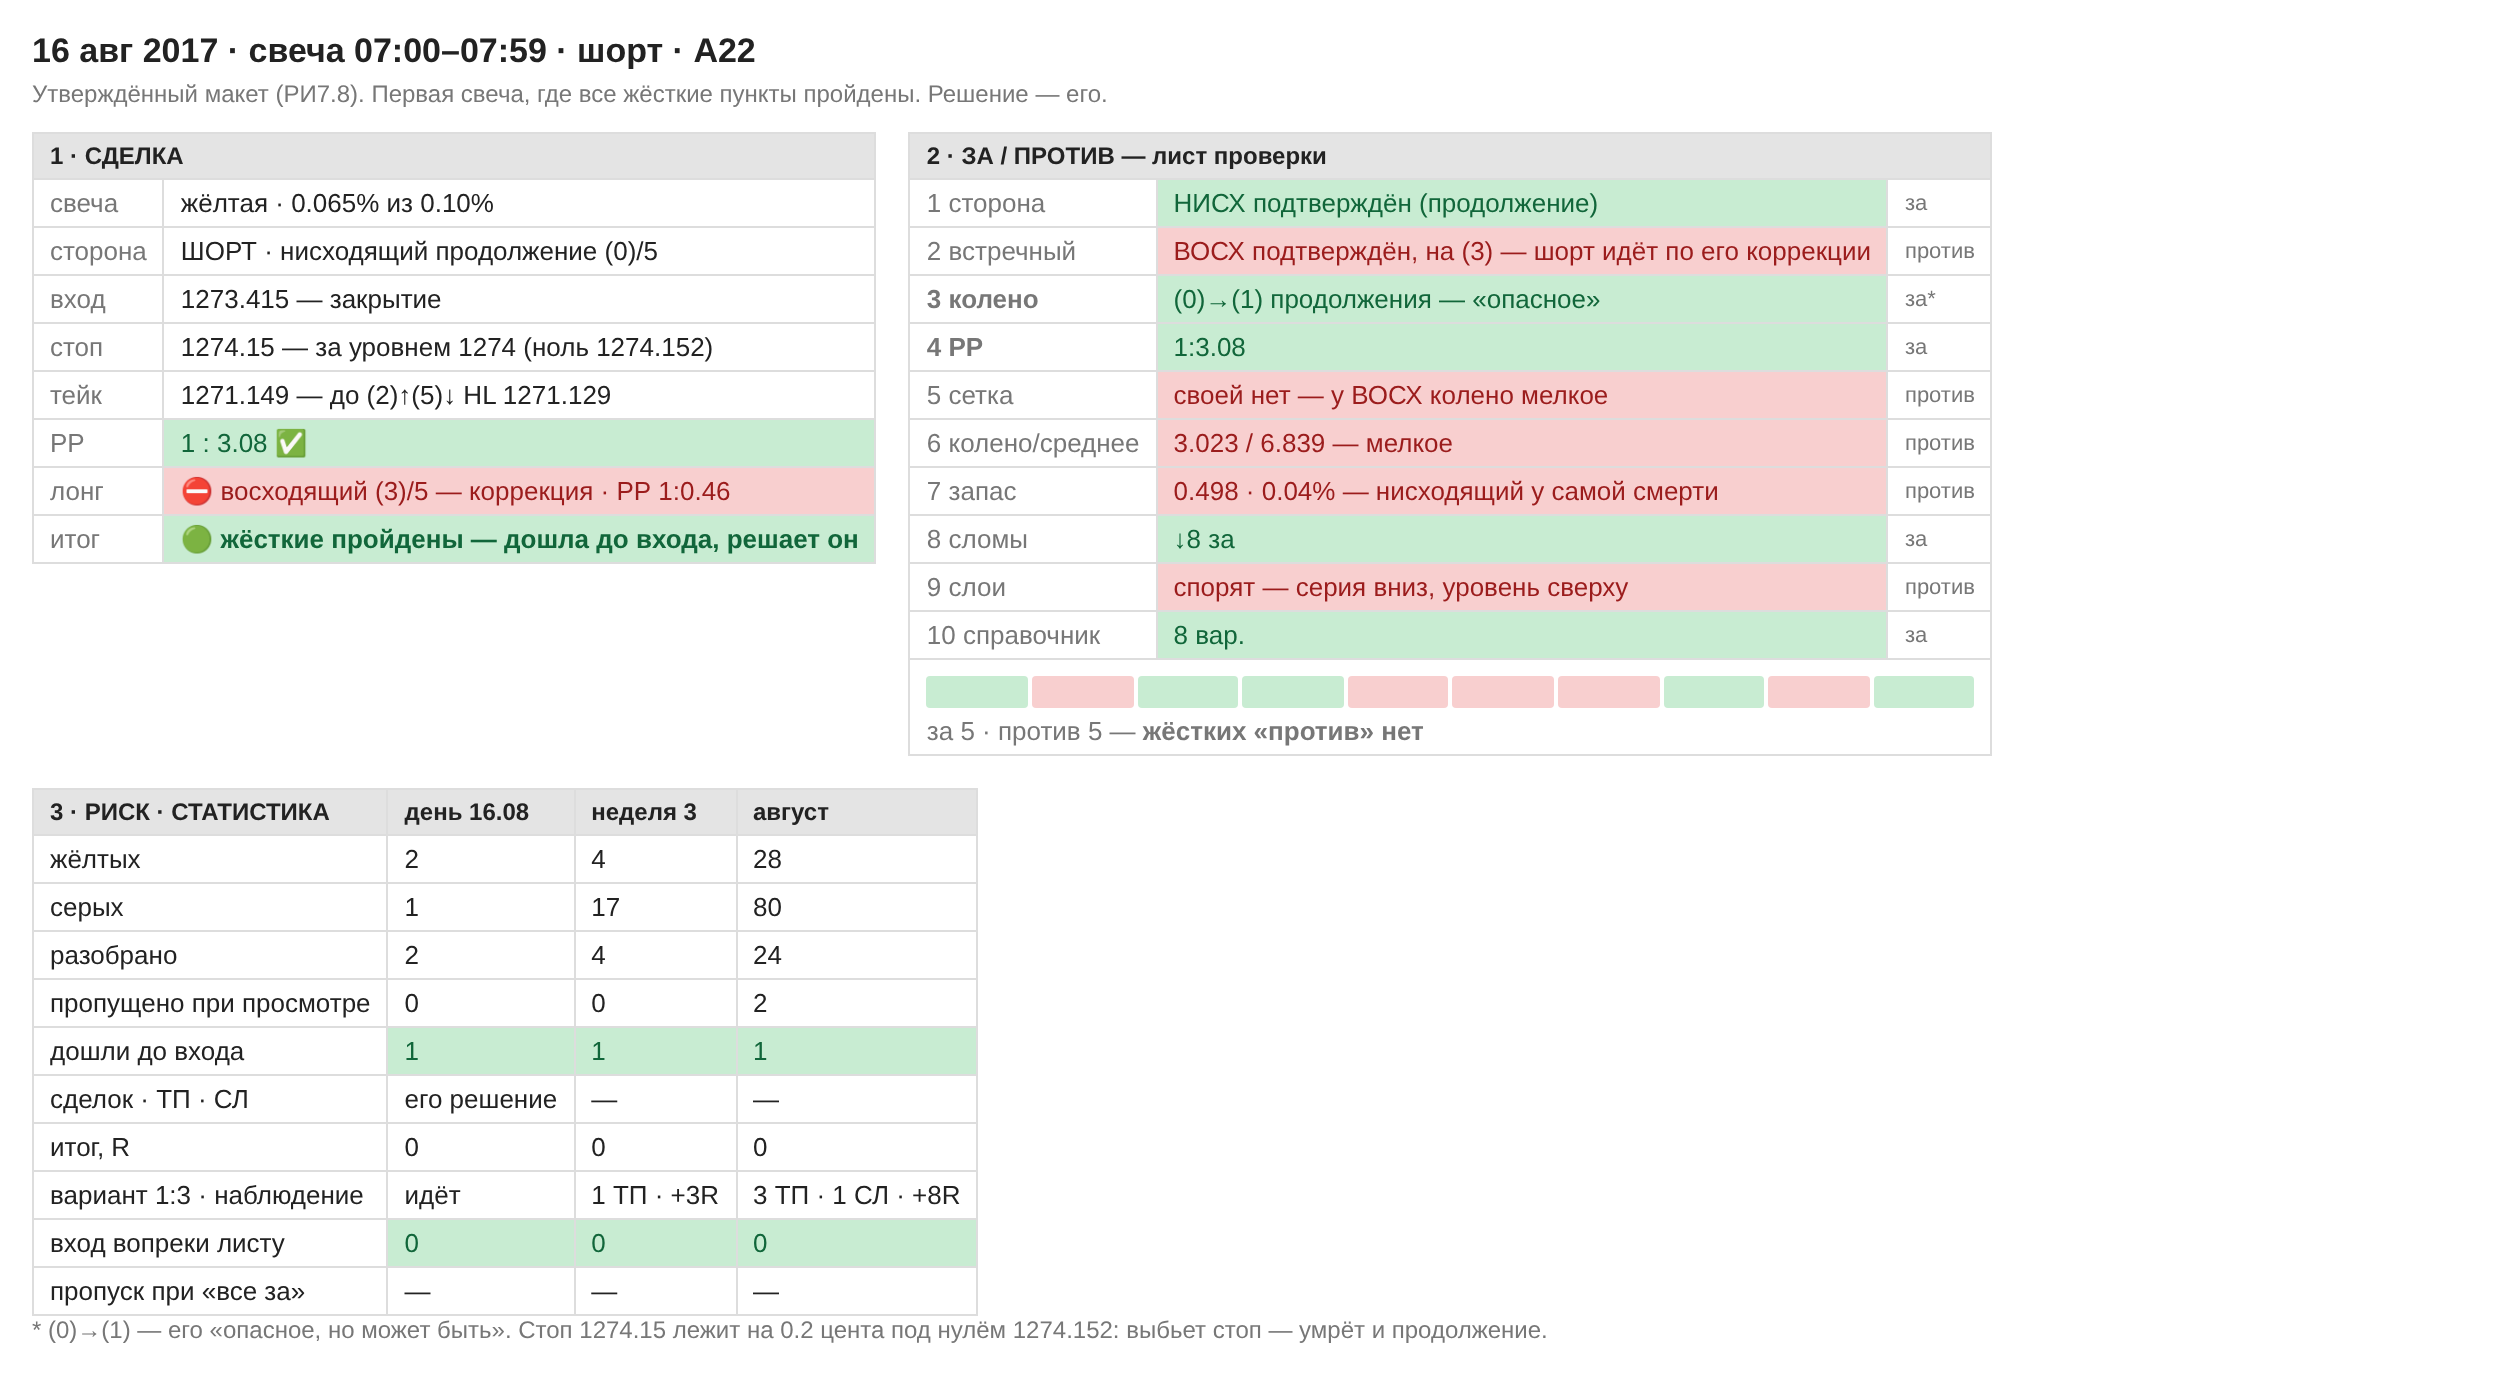 16 авг 2017 · свеча 07:00–07:59 · шорт · А22
Утверждённый макет (РИ7.8). Первая свеча, где все жёсткие пункты пройдены. Решение — его.
1 · СДЕЛКА
свеча жёлтая · 0.065% из 0.10%
сторона ШОРТ · нисходящий продолжение (0)/5
вход 1273.415 — закрытие
стоп 1274.15 — за уровнем 1274 (ноль 1274.152)
тейк 1271.149 — до (2)↑(5)↓ HL 1271.129
РР 1 : 3.08 ✅
лонг ⛔ восходящий (3)/5 — коррекция · РР 1:0.46
итог 🟢 жёсткие пройдены — дошла до входа, решает он
2 · ЗА / ПРОТИВ — лист проверки
1 сторона НИСХ подтверждён (продолжение) за
2 встречный ВОСХ подтверждён, на (3) — шорт идёт по его коррекции против
3 колено (0)→(1) продолжения — «опасное» за*
4 РР 1:3.08 за
5 сетка своей нет — у ВОСХ колено мелкое против
6 колено/среднее 3.023 / 6.839 — мелкое против
7 запас 0.498 · 0.04% — нисходящий у самой смерти против
8 сломы ↓8 за за
9 слои спорят — серия вниз, уровень сверху против
10 справочник 8 вар. за
за 5 · против 5 — жёстких «против» нет
3 · РИСК · СТАТИСТИКА день 16.08 неделя 3 август
жёлтых 2 4 28
серых 1 17 80
разобрано 2 4 24
пропущено при просмотре 0 0 2
дошли до входа 1 1 1
сделок · ТП · СЛ его решение — —
итог, R 0 0 0
вариант 1:3 · наблюдение идёт 1 ТП · +3R 3 ТП · 1 СЛ · +8R
вход вопреки листу 0 0 0
пропуск при «все за» — — —
* (0)→(1) — его «опасное, но может быть». Стоп 1274.15 лежит на 0.2 цента под нулём 1274.152: выбьет стоп — умрёт и продолжение.